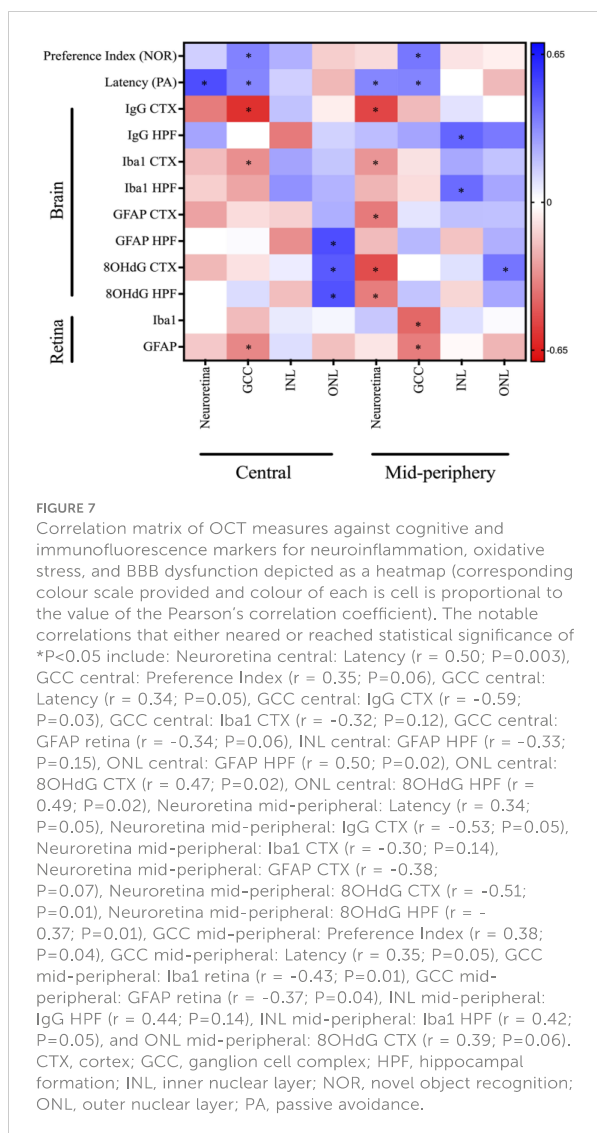 Preference Index (NOR)
Latency (PA)
IgG CTX
IgG HPF
Iba1 CTX
Iba1 HPF
GFAP CTX
GFAP HPF
8OHdG CTX
8OHdG HPF
Iba1
GFAP
Brain
Retina
* * *
* * * *
* *
*
* *
*
*
*
* * *
* *
*
* *
0.65
0
-0.65
Neuroretina GCC INL ONL Neuroretina GCC INL ONL
Central Mid-periphery
FIGURE 7
Correlation matrix of OCT measures against cognitive and
immunofluorescence markers for neuroinflammation, oxidative
stress, and BBB dysfunction depicted as a heatmap (corresponding
colour scale provided and colour of each is cell is proportional to
the value of the Pearson's correlation coefficient). The notable
correlations that either neared or reached statistical significance of
*P<0.05 include: Neuroretina central: Latency (r = 0.50; P=0.003),
GCC central: Preference Index (r = 0.35; P=0.06), GCC central:
Latency (r = 0.34; P=0.05), GCC central: IgG CTX (r = -0.59;
P=0.03), GCC central: Iba1 CTX (r = -0.32; P=0.12), GCC central:
GFAP retina (r = -0.34; P=0.06), INL central: GFAP HPF (r = -0.33;
P=0.15), ONL central: GFAP HPF (r = 0.50; P=0.02), ONL central:
8OHdG CTX (r = 0.47; P=0.02), ONL central: 8OHdG HPF (r =
0.49; P=0.02), Neuroretina mid-peripheral: Latency (r = 0.34;
P=0.05), Neuroretina mid-peripheral: IgG CTX (r = -0.53; P=0.05),
Neuroretina mid-peripheral: Iba1 CTX (r = -0.30; P=0.14),
Neuroretina mid-peripheral: GFAP CTX (r = -0.38;
P=0.07), Neuroretina mid-peripheral: 8OHdG CTX (r = -0.51;
P=0.01), Neuroretina mid-peripheral: 8OHdG HPF (r = -
0.37; P=0.01), GCC mid-peripheral: Preference Index (r = 0.38;
P=0.04), GCC mid-peripheral: Latency (r = 0.35; P=0.05), GCC
mid-peripheral: Iba1 retina (r = -0.43; P=0.01), GCC mid-
peripheral: GFAP retina (r = -0.37; P=0.04), INL mid-peripheral:
IgG HPF (r = 0.44; P=0.14), INL mid-peripheral: Iba1 HPF (r = 0.42;
P=0.05), and ONL mid-peripheral: 8OHdG CTX (r = 0.39; P=0.06).
CTX, cortex; GCC, ganglion cell complex; HPF, hippocampal
formation; INL, inner nuclear layer; NOR, novel object recognition;
ONL, outer nuclear layer; PA, passive avoidance.